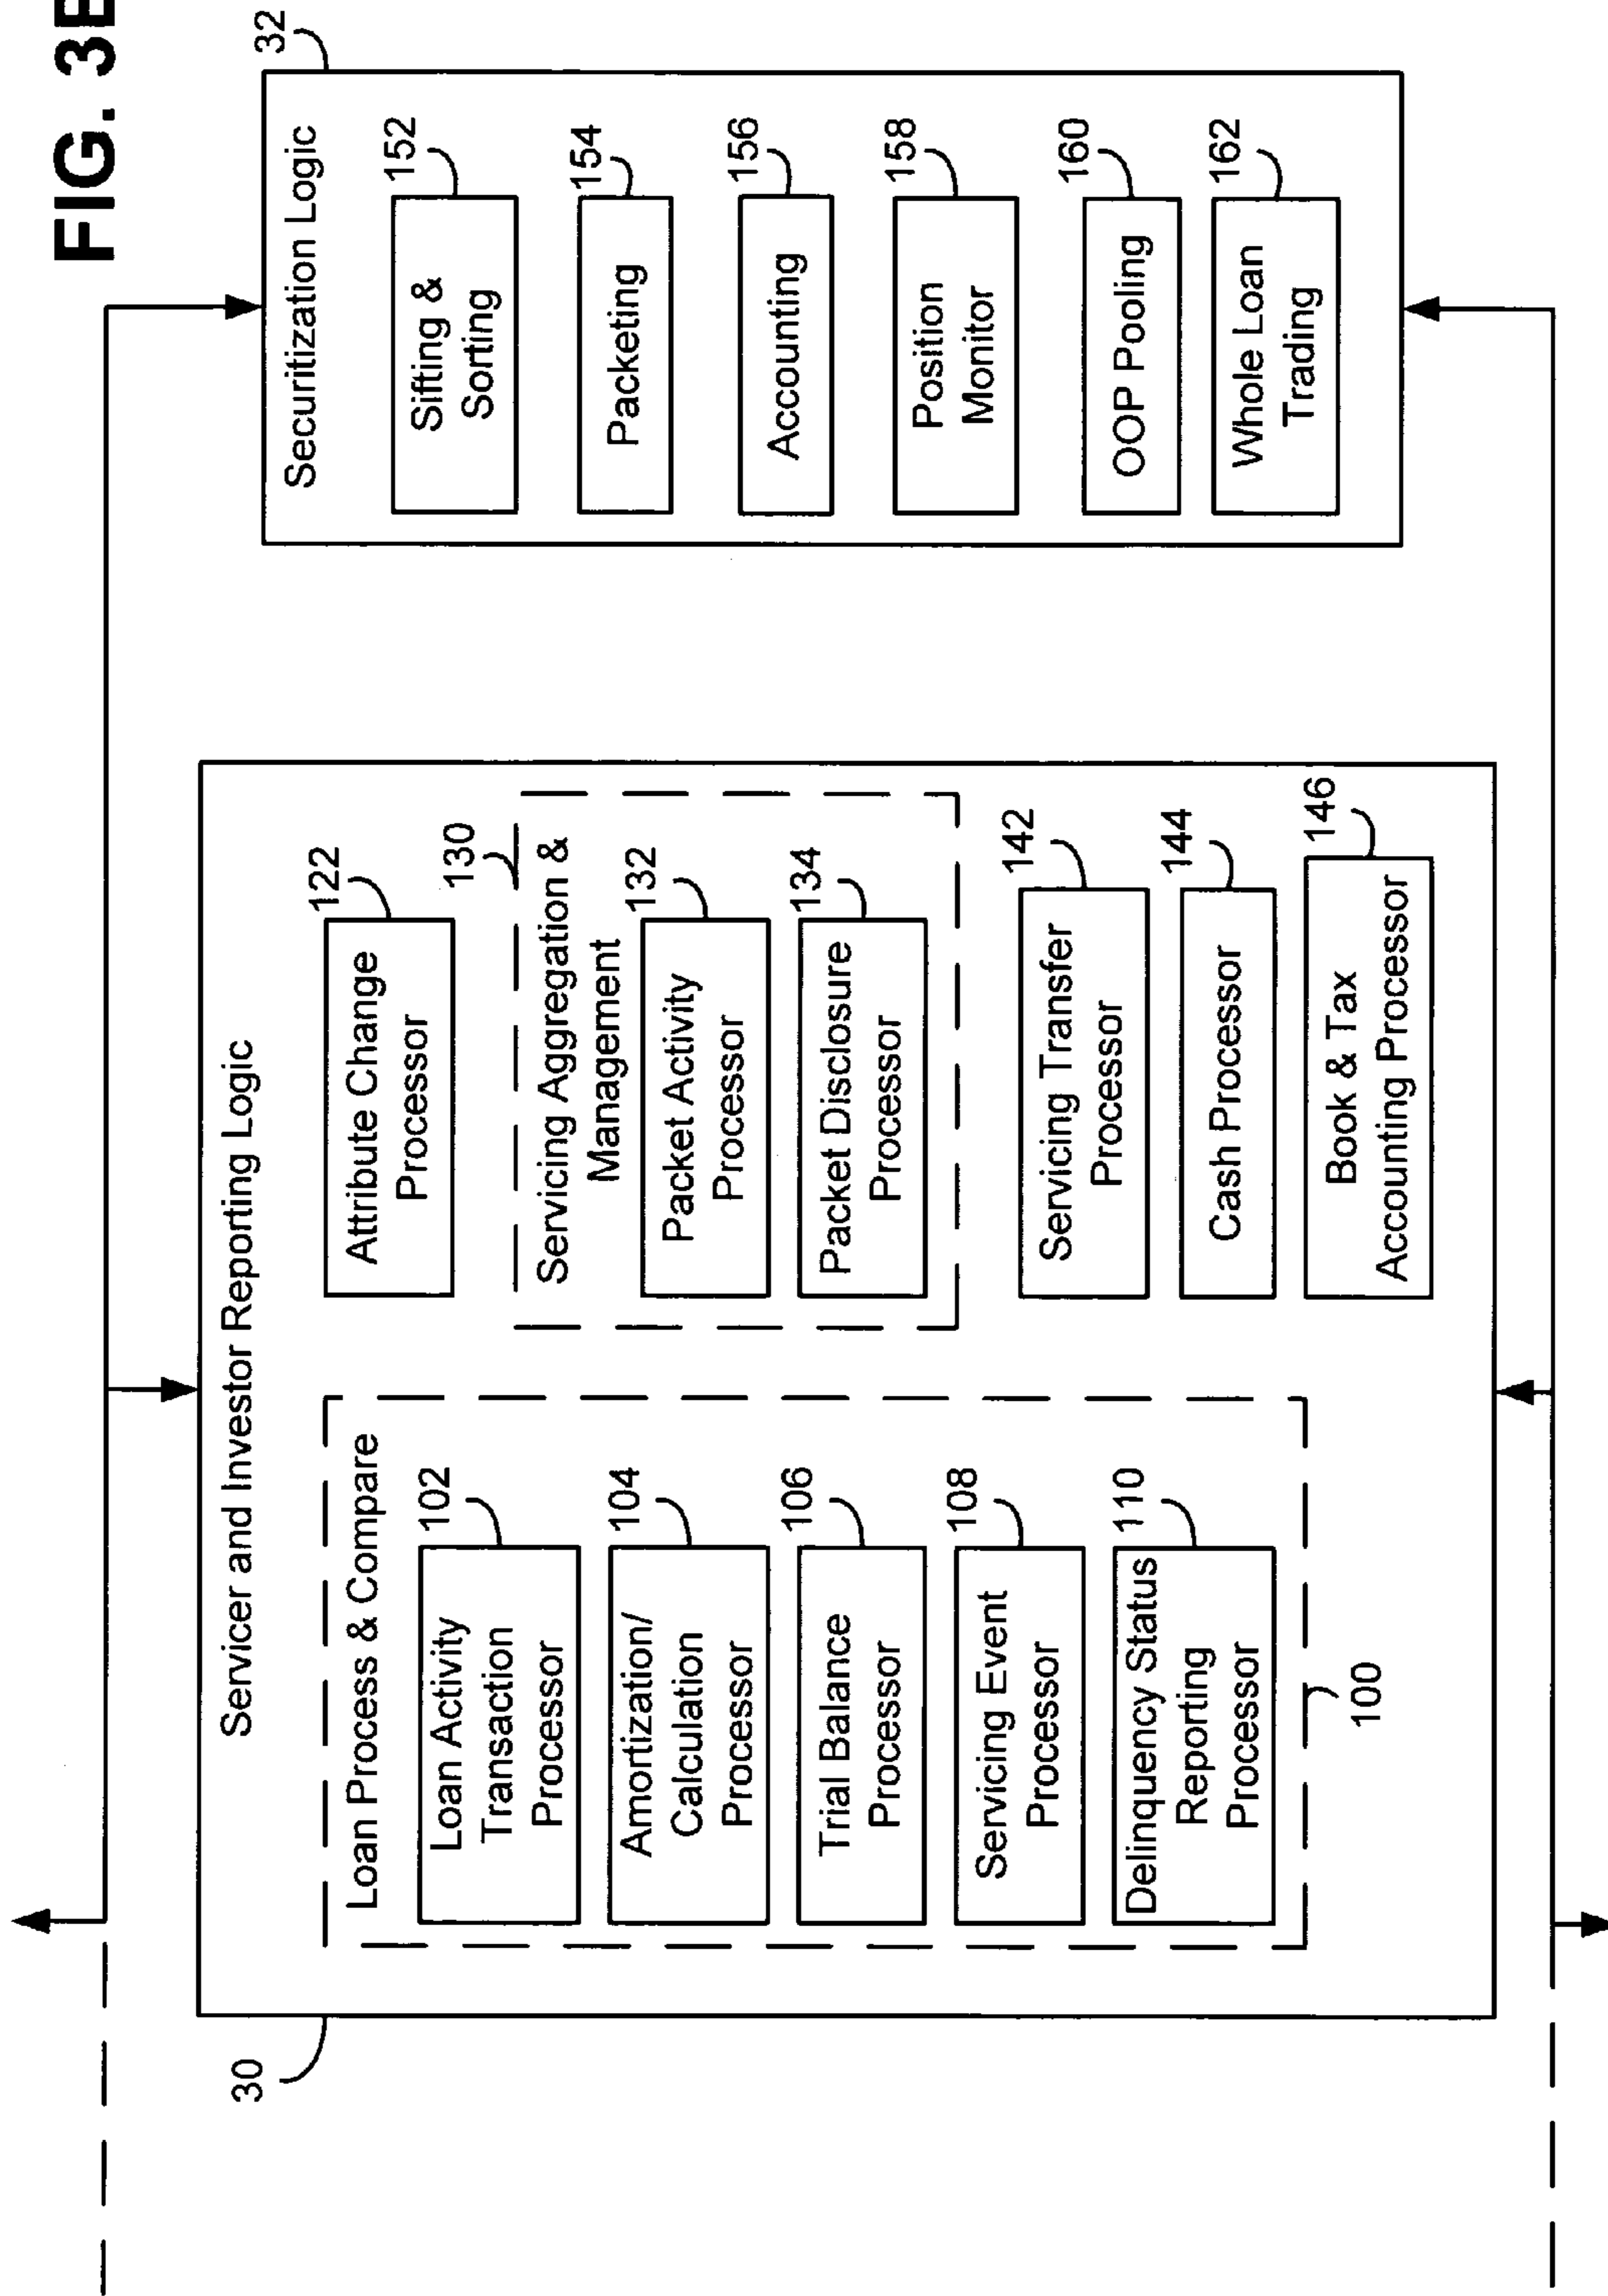 FIG. 3B
Servicer and Investor Reporting Logic
30
Loan Process & Compare
100
Loan Activity
Transaction
Processor
102
Amortization/
Calculation
Processor
104
Trial Balance
Processor
106
Servicing Event
Processor
108
Delinquency Status
Reporting
Processor
110
Attribute Change
Processor
122
130
Servicing Aggregation &
Management
Packet Activity
Processor
132
Packet Disclosure
Processor
134
Servicing Transfer
Processor
142
Cash Processor
144
Book & Tax
Accounting Processor
146
Securitization Logic
32
Sifting &
Sorting
152
Packeting
154
Accounting
156
Position
Monitor
158
OOP Pooling
160
Whole Loan
Trading
162